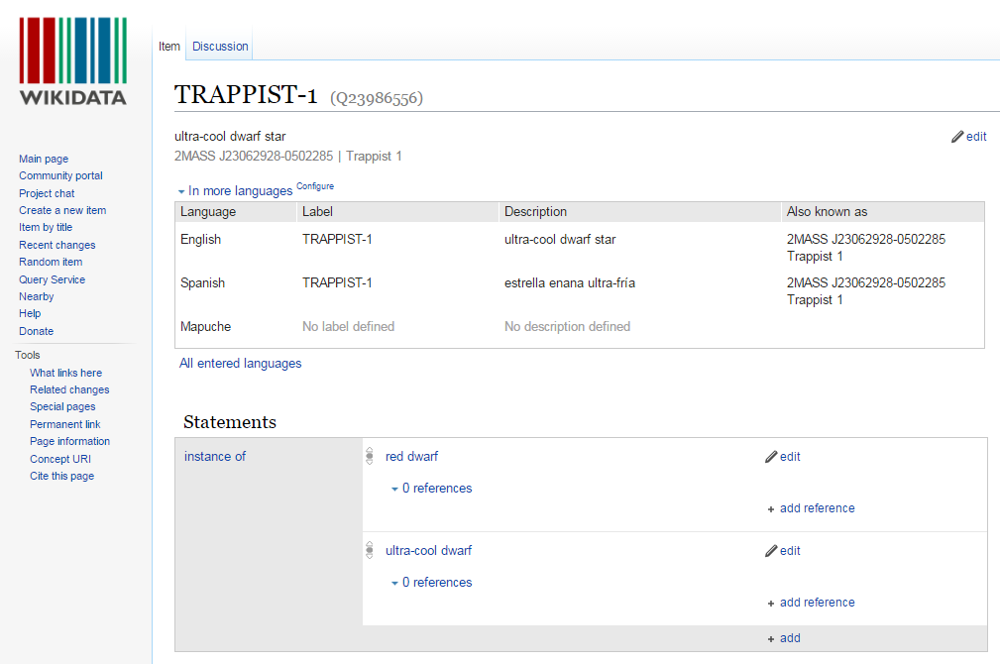 WIKIDATA
Item Discussion
TRAPPIST-1 (Q23986556)
ultra-cool dwarf star
edit
2MASS J23062928-0502285 | Trappist 1
In more languages Configure
Language Label Description Also known as
English TRAPPIST-1 ultra-cool dwarf star 2MASS J23062928-0502285
Trappist 1
Spanish TRAPPIST-1 estrella enana ultra-fría 2MASS J23062928-0502285
Trappist 1
Mapuche No label defined No description defined
All entered languages
Statements
instance of
red dwarf
edit
0 references
+ add reference
ultra-cool dwarf
edit
0 references
+ add reference
+ add
Main page
Community portal
Project chat
Create a new item
Item by title
Recent changes
Random item
Query Service
Nearby
Help
Donate
Tools
What links here
Related changes
Special pages
Permanent link
Page information
Concept URI
Cite this page